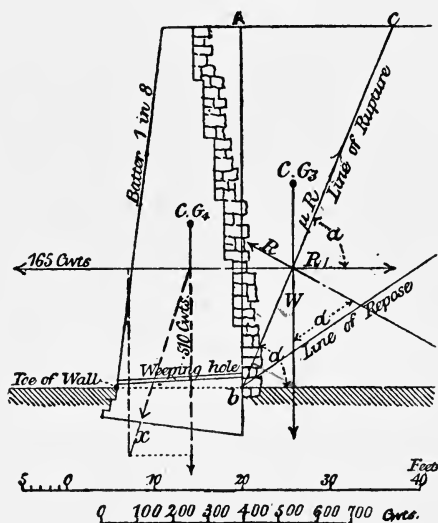 A
C
Batter 1 in 8
Line of Rupture
C.G₃
μR
C.G₄
α
R
165 Cwts
R₁
W
510 Cwts
α
Line of Repose
Weeping hole
α
Toe of Wall
b
x
Feet
5 0 10 20 30 40
0 100 200 300 400 500 600 700 Cwts.